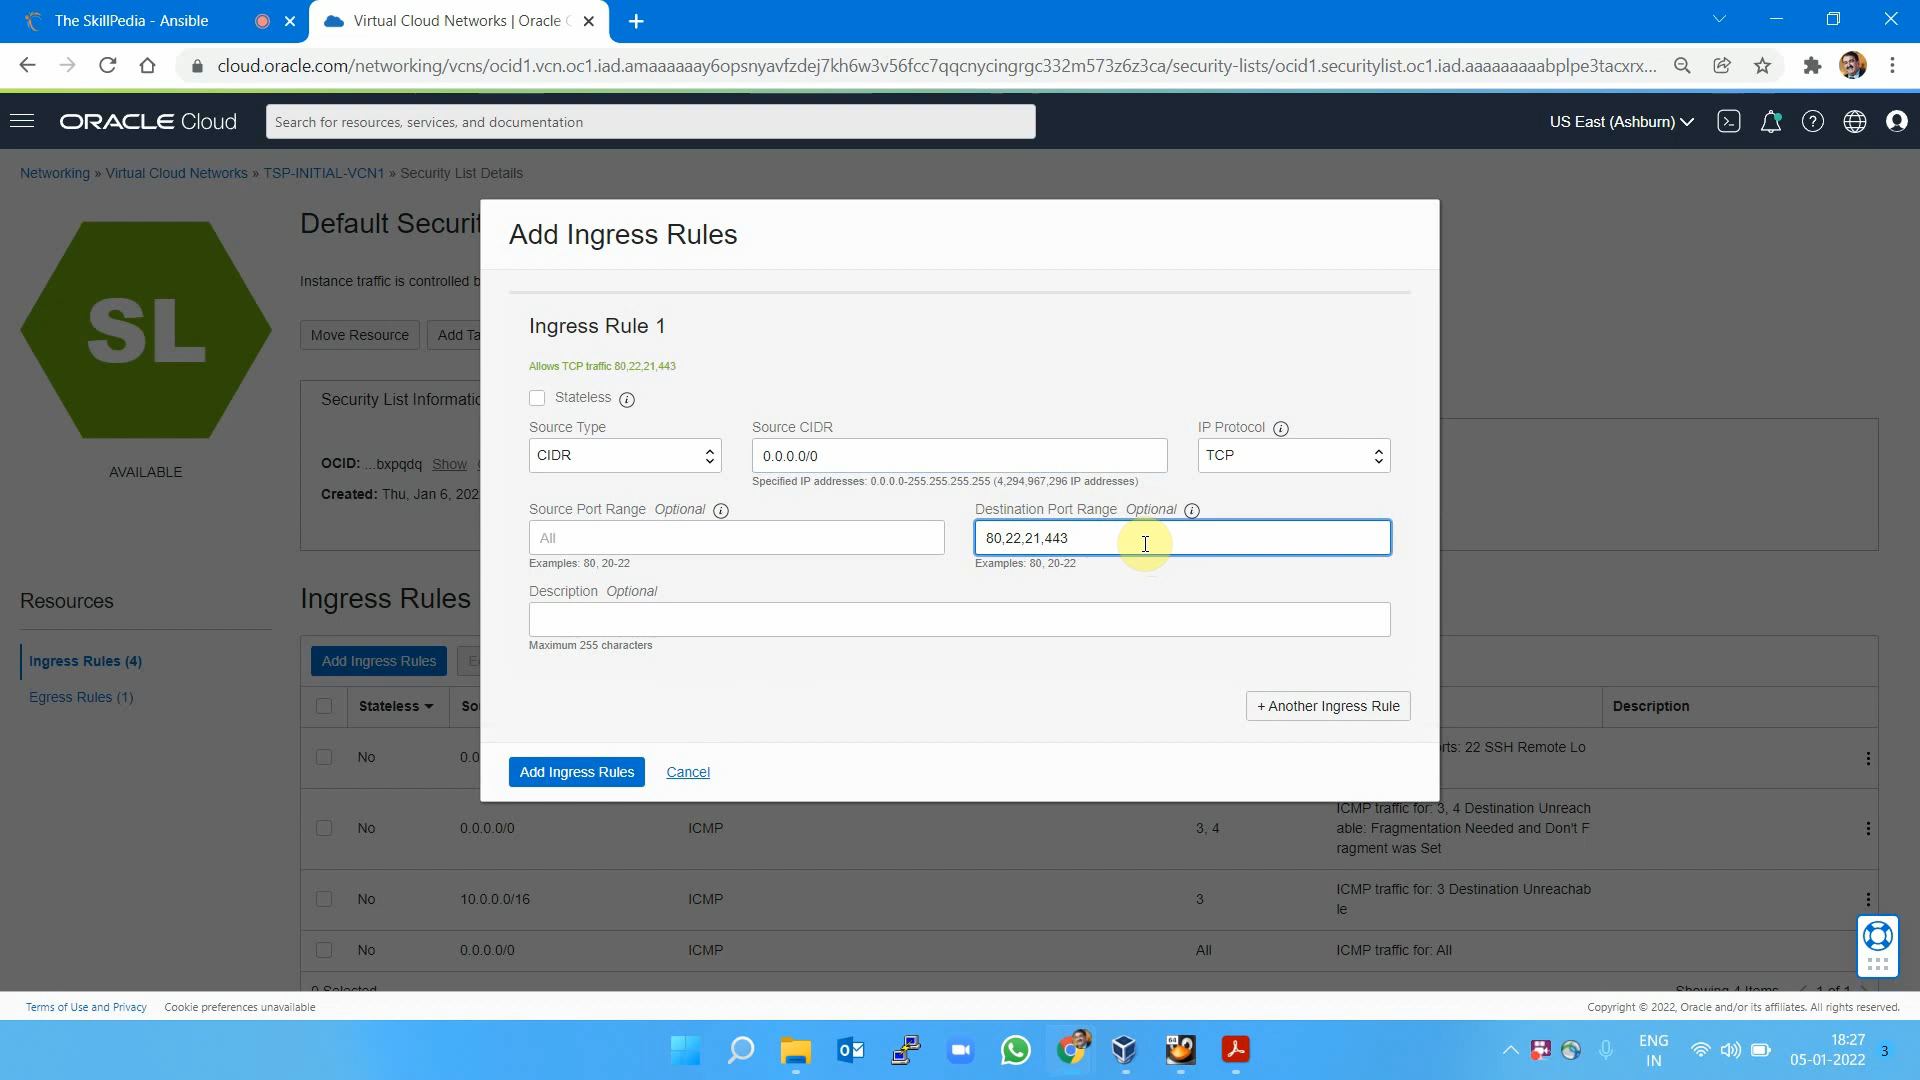 The SkillPedia - Ansible
Virtual Cloud Networks | Oracle C
cloud.oracle.com/networking/vcns/ocid1.vcn.oc1.iad.amaaaaaay6opsnyavfzdej7kh6w3v56fcc7qqcnycingrgc332m573z6z3ca/security-lists/ocid1.securitylist.oc1.iad.aaaaaaaaabplpe3tacxrx...
ORACLE Cloud
Search for resources, services, and documentation
US East (Ashburn)
Networking » Virtual Cloud Networks » TSP-INITIAL-VCN1 » Security List Details
SL
AVAILABLE
Default Securit
Instance traffic is controlled b
Move Resource
Add Ta
Security List Informatic
OCID: ...bxpqdq Show
Created: Thu, Jan 6, 202
Add Ingress Rules
Ingress Rule 1
Allows TCP traffic 80,22,21,443
Stateless
Source Type
Source CIDR
IP Protocol
CIDR
0.0.0.0/0
TCP
Specified IP addresses: 0.0.0.0-255.255.255.255 (4,294,967,296 IP addresses)
Source Port Range Optional
Destination Port Range Optional
All
80,22,21,443
Examples: 80, 20-22
Examples: 80, 20-22
Description Optional
Maximum 255 characters
+ Another Ingress Rule
Add Ingress Rules
Cancel
Resources
Ingress Rules (4)
Egress Rules (1)
Ingress Rules
Add Ingress Rules
Stateless
So
Description
No
0.0
rts: 22 SSH Remote Lo
No
0.0.0.0/0
ICMP
3, 4
ICMP traffic for: 3, 4 Destination Unreach
able: Fragmentation Needed and Don't F
ragment was Set
No
10.0.0.0/16
ICMP
3
ICMP traffic for: 3 Destination Unreachab
le
No
0.0.0.0/0
ICMP
All
ICMP traffic for: All
0 Selected
Showing 4 Items
1 of 1
Terms of Use and Privacy
Cookie preferences unavailable
Copyright © 2022, Oracle and/or its affiliates. All rights reserved.
ENG
IN
18:27
05-01-2022
3